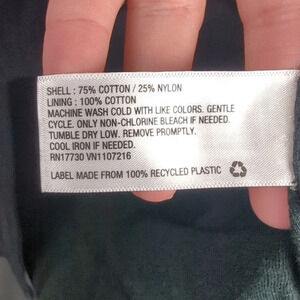 SHELL : 75% COTTON / 25% NYLON
LINING : 100% COTTON
MACHINE WASH COLD WITH LIKE COLORS. GENTLE
CYCLE. ONLY NON-CHLORINE BLEACH IF NEEDED.
TUMBLE DRY LOW. REMOVE PROMPTLY.
COOL IRON IF NEEDED.
RN17730 VN1107216
LABEL MADE FROM 100% RECYCLED PLASTIC